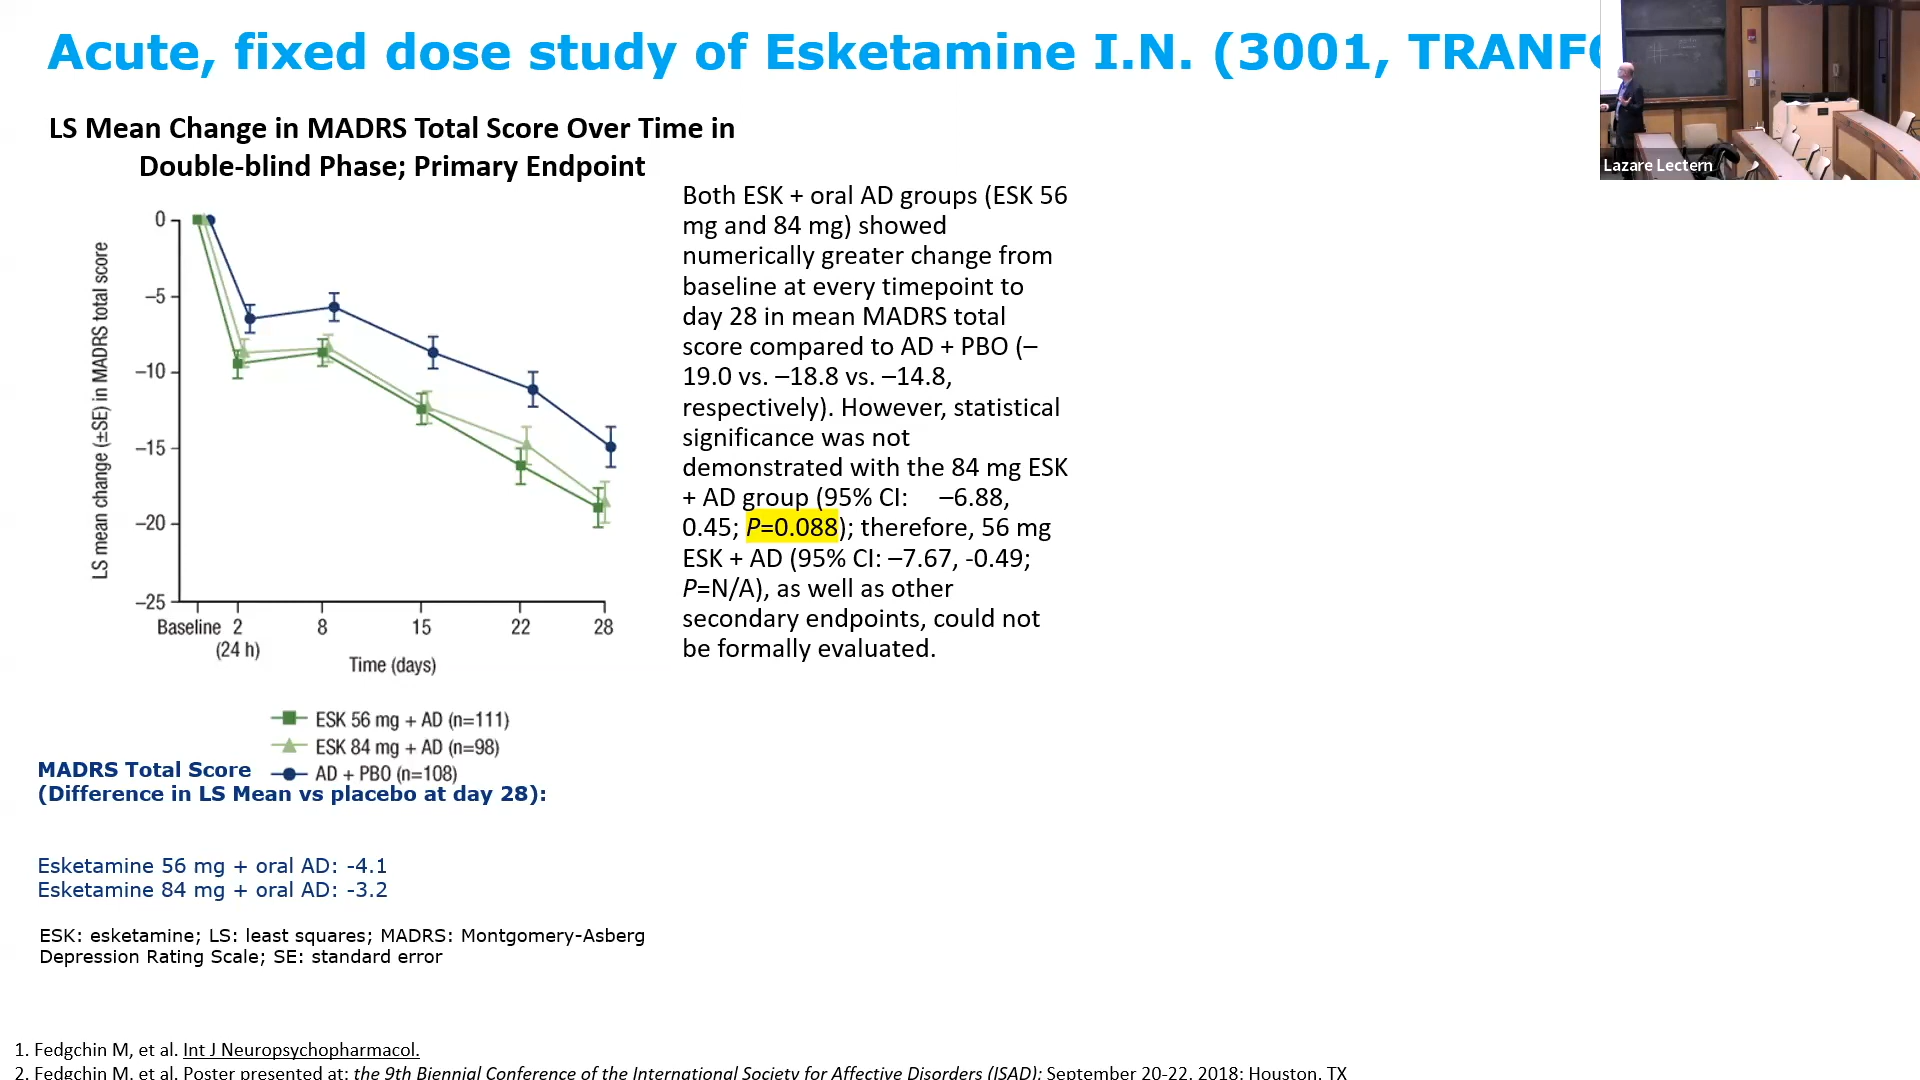 Acute, fixed dose study of Esketamine I.N. (3001, TRANF
Lazare Lectern
LS Mean Change in MADRS Total Score Over Time in
Double-blind Phase; Primary Endpoint
LS mean change (±SE) in MADRS total score
0
–5
–10
–15
–20
–25
Baseline 2 8 15 22 28
(24 h)
Time (days)
ESK 56 mg + AD (n=111)
ESK 84 mg + AD (n=98)
AD + PBO (n=108)
Both ESK + oral AD groups (ESK 56
mg and 84 mg) showed
numerically greater change from
baseline at every timepoint to
day 28 in mean MADRS total
score compared to AD + PBO (–
19.0 vs. –18.8 vs. –14.8,
respectively). However, statistical
significance was not
demonstrated with the 84 mg ESK
+ AD group (95% CI: –6.88,
0.45; P=0.088); therefore, 56 mg
ESK + AD (95% CI: –7.67, -0.49;
P=N/A), as well as other
secondary endpoints, could not
be formally evaluated.
MADRS Total Score
(Difference in LS Mean vs placebo at day 28):
Esketamine 56 mg + oral AD: -4.1
Esketamine 84 mg + oral AD: -3.2
ESK: esketamine; LS: least squares; MADRS: Montgomery-Asberg
Depression Rating Scale; SE: standard error
1. Fedgchin M, et al. Int J Neuropsychopharmacol.
2. Fedgchin M, et al. Poster presented at: the 9th Biennial Conference of the International Society for Affective Disorders (ISAD); September 20-22, 2018; Houston, TX